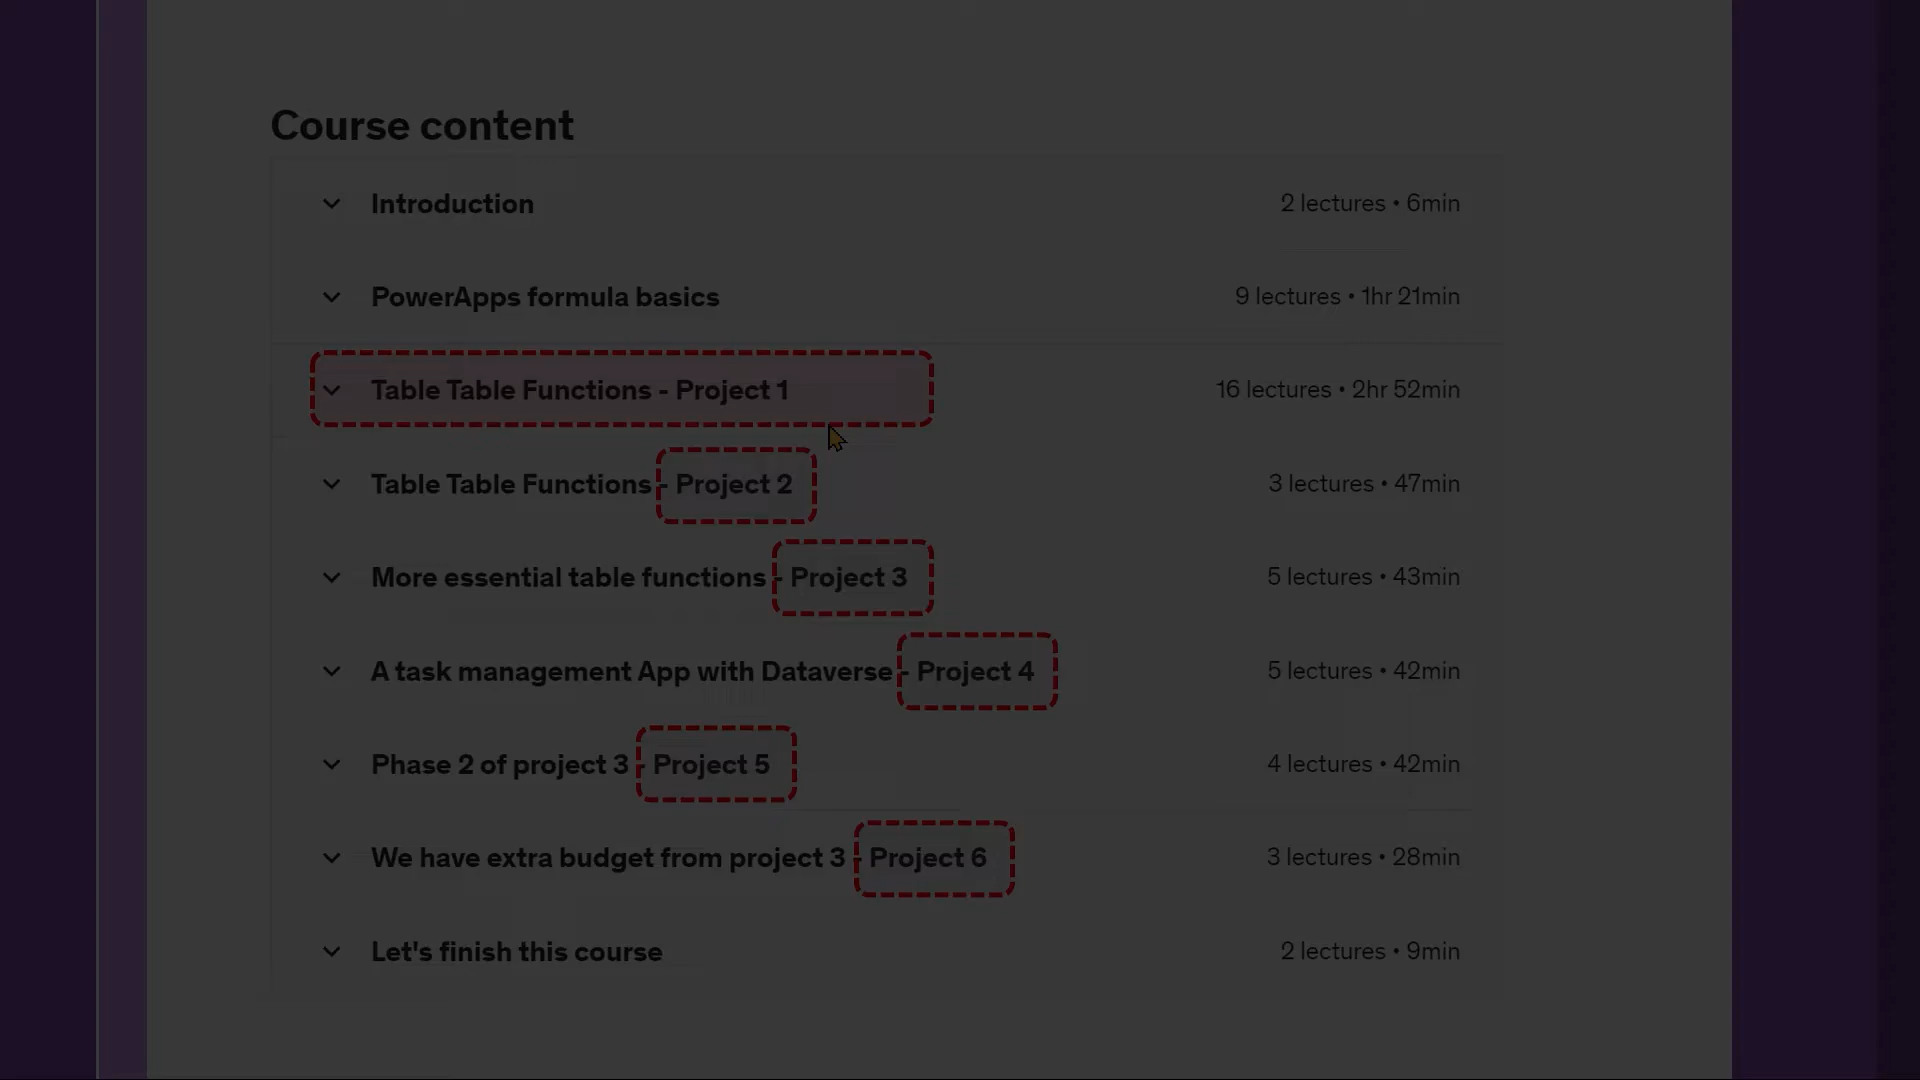 Course content
Introduction 2 lectures • 6min
PowerApps formula basics 9 lectures • 1hr 21min
Table Table Functions - Project 1 16 lectures • 2hr 52min
Table Table Functions - Project 2 3 lectures • 47min
More essential table functions - Project 3 5 lectures • 43min
A task management App with Dataverse - Project 4 5 lectures • 42min
Phase 2 of project 3 - Project 5 4 lectures • 42min
We have extra budget from project 3 - Project 6 3 lectures • 28min
Let's finish this course 2 lectures • 9min